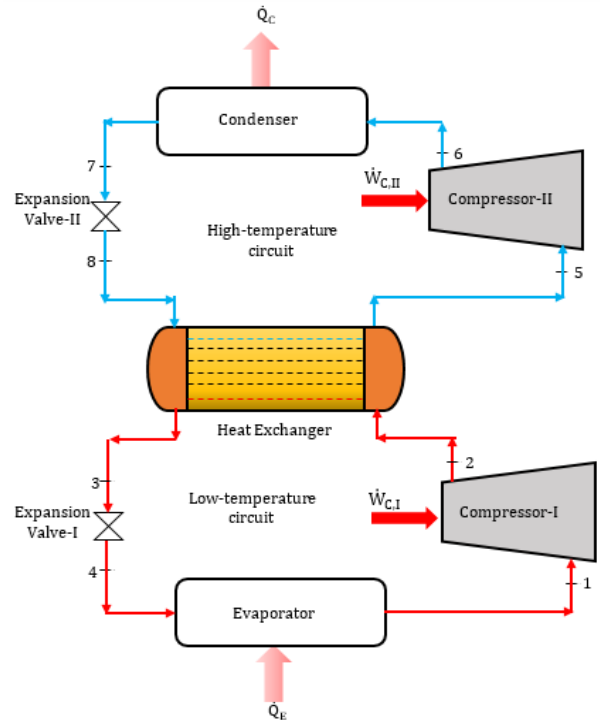 Q̇C
Condenser
7
6
Expansion
Valve-II
ẆC,II
Compressor-II
High-temperature
circuit
8
5
Heat Exchanger
2
3
Low-temperature
circuit
ẆC,I
Compressor-I
Expansion
Valve-I
4
1
Evaporator
Q̇E